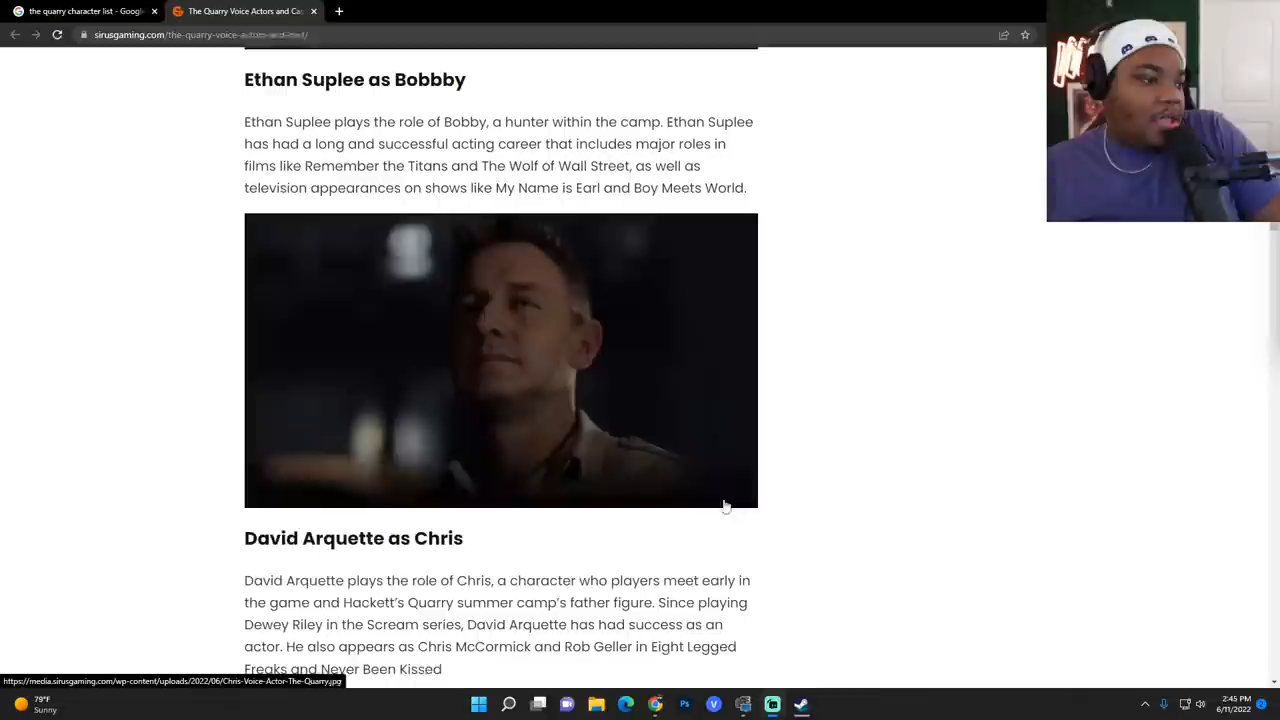 the quarry character list - Google
The Quarry Voice Actors and Ca
sirusgaming.com/the-quarry-voice-actors-and-cast/
Ethan Suplee as Bobbby
Ethan Suplee plays the role of Bobby, a hunter within the camp. Ethan Suplee
has had a long and successful acting career that includes major roles in
films like Remember the Titans and The Wolf of Wall Street, as well as
television appearances on shows like My Name is Earl and Boy Meets World.
David Arquette as Chris
David Arquette plays the role of Chris, a character who players meet early in
the game and Hackett's Quarry summer camp's father figure. Since playing
Dewey Riley in the Scream series, David Arquette has had success as an
actor. He also appears as Chris McCormick and Rob Geller in Eight Legged
Freaks and Never Been Kissed
https://media.sirusgaming.com/wp-content/uploads/2022/06/Chris-Voice-Actor-The-Quarry.jpg
79°F
Sunny
2:45 PM
6/11/2022